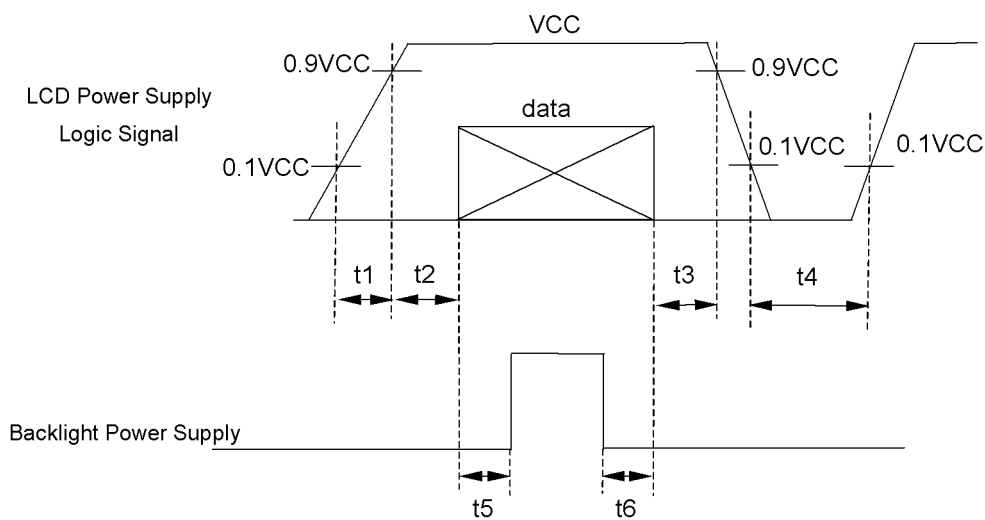 VCC
0.9VCC
0.9VCC
LCD Power Supply
Logic Signal
data
0.1VCC
0.1VCC
0.1VCC
t1
t2
t3
t4
Backlight Power Supply
t5
t6